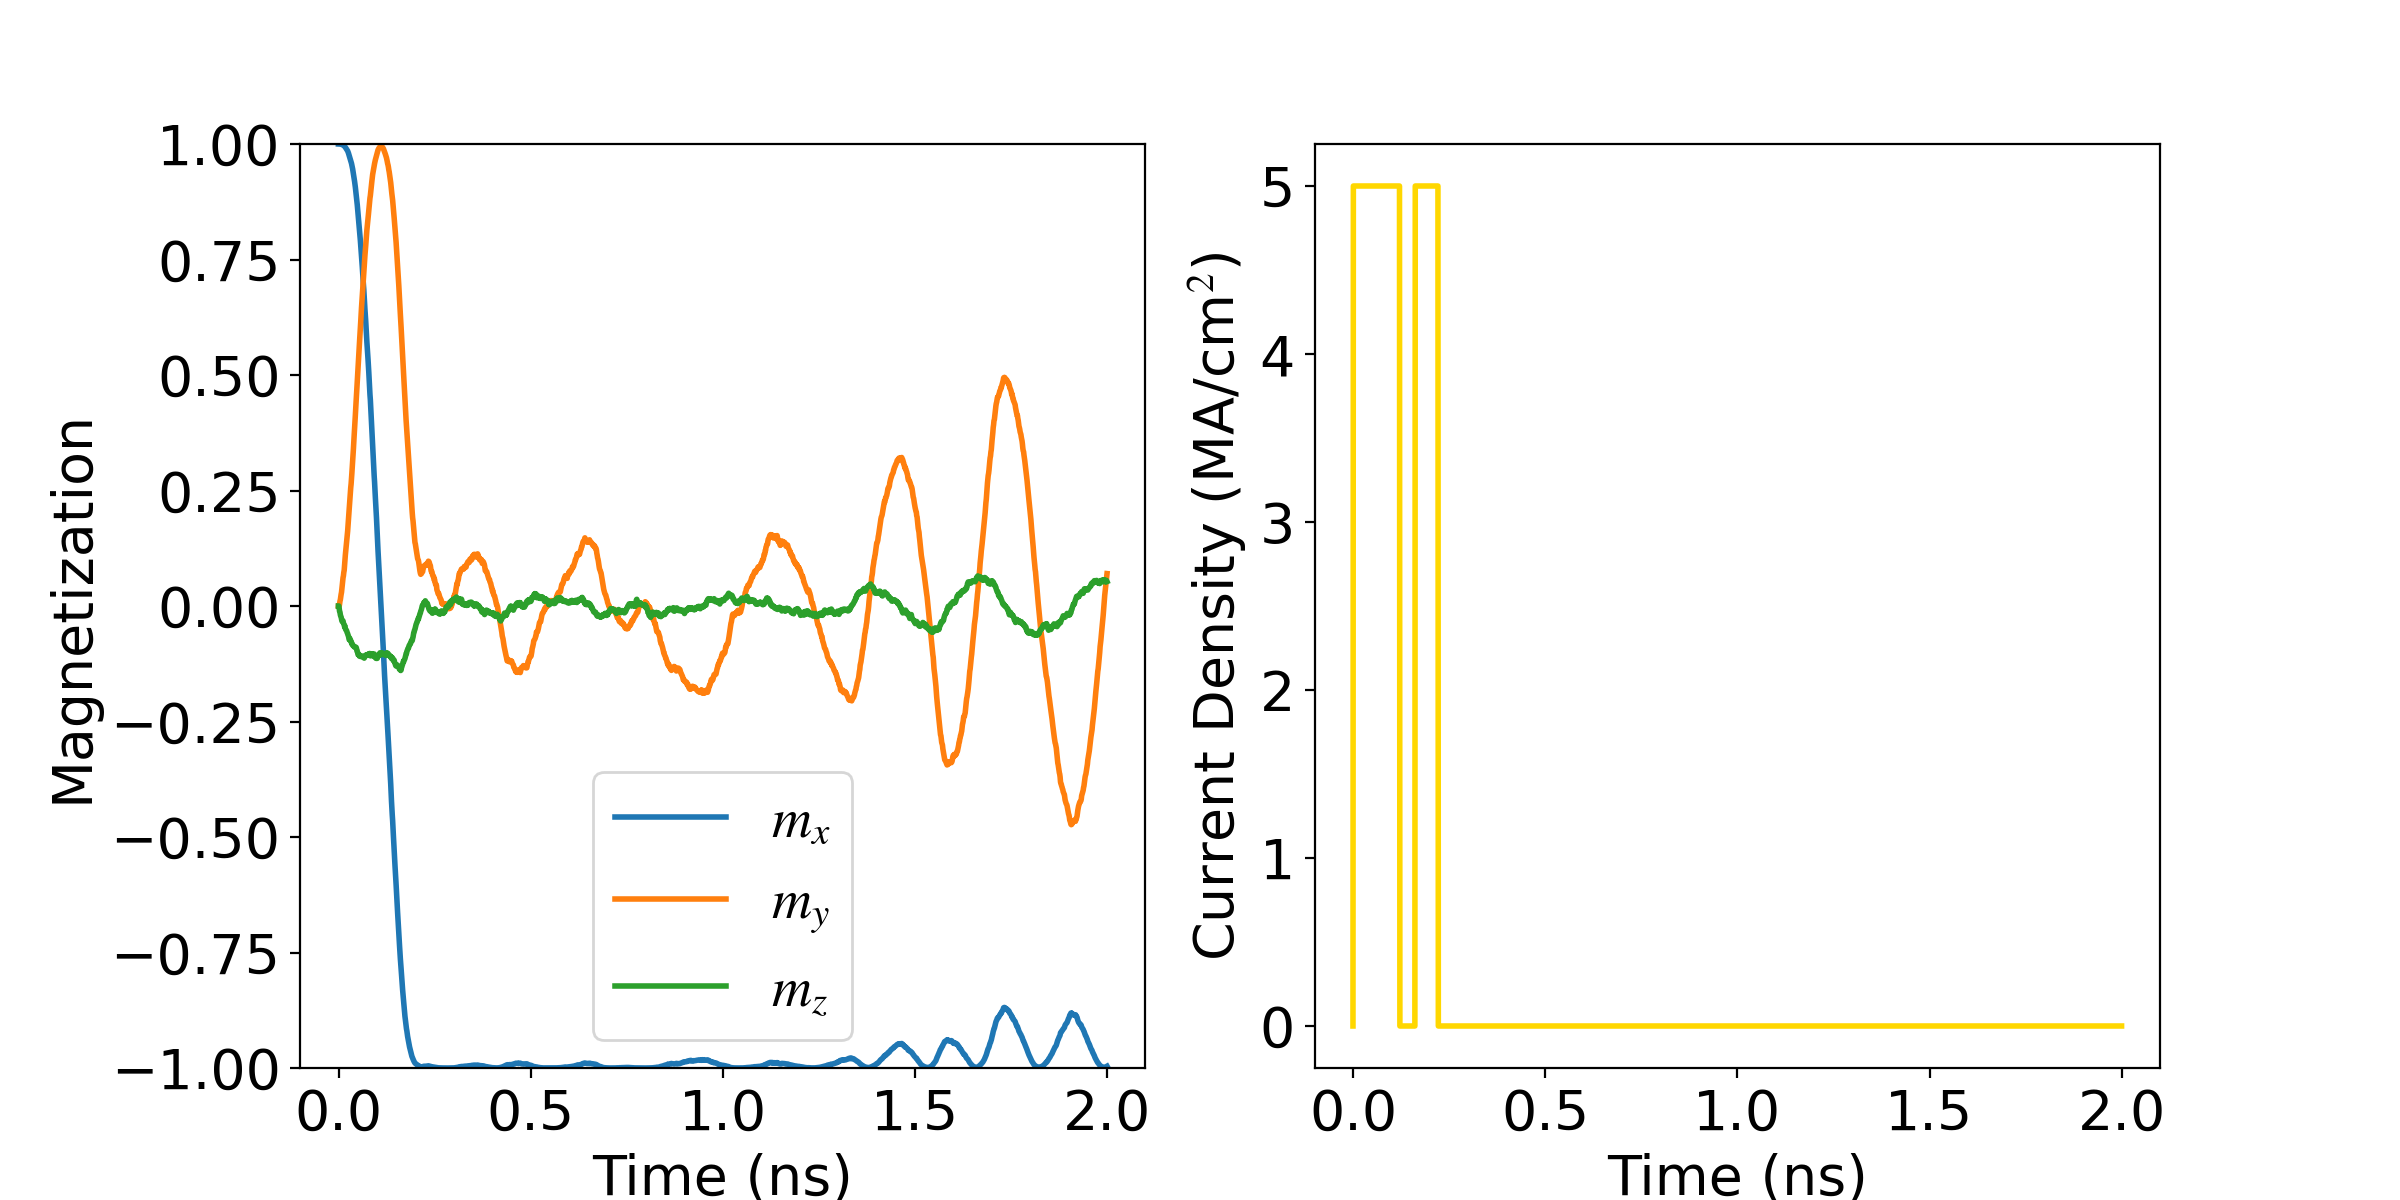 Magnetization
1.00
0.75
0.50
0.25
0.00
−0.25
−0.50
−0.75
−1.00
0.0 0.5 1.0 1.5 2.0
Time (ns)
m_x
m_y
m_z
Current Density (MA/cm²)
5
4
3
2
1
0
0.0 0.5 1.0 1.5 2.0
Time (ns)